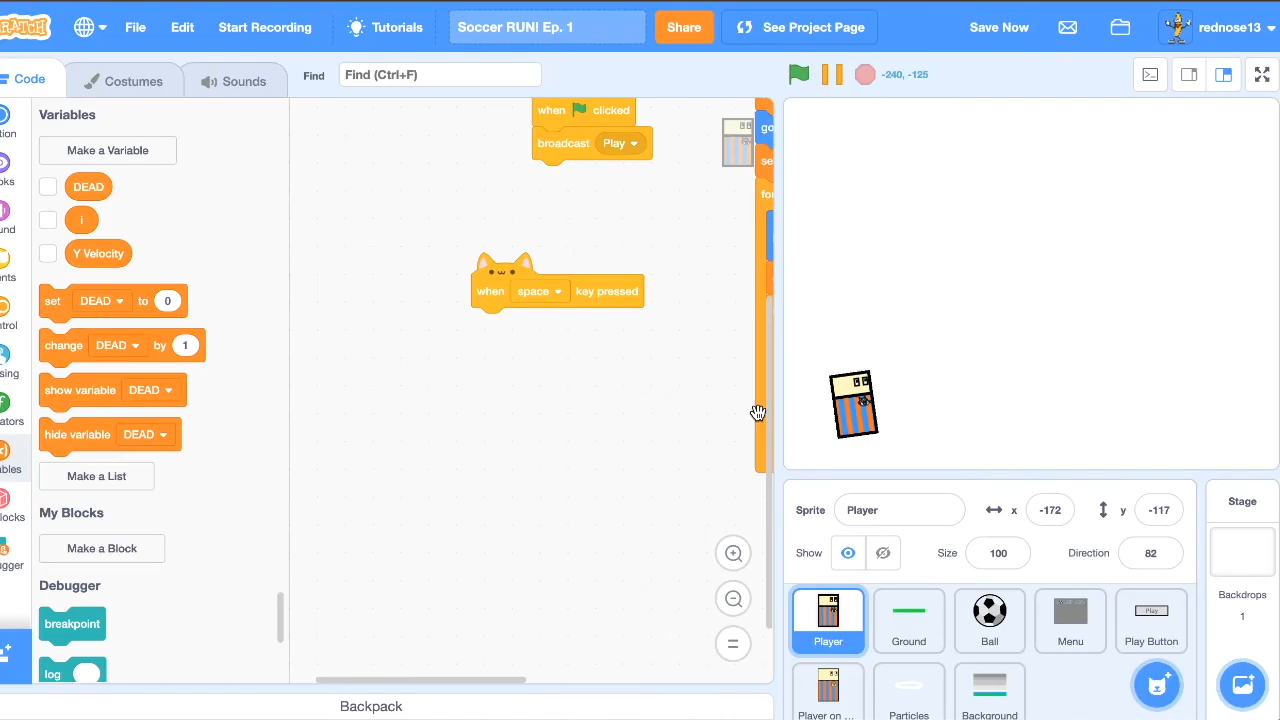 File Edit Start Recording Tutorials Soccer RUN! Ep. 1 Share See Project Page Save Now rednose13
Code Costumes Sounds Find Find (Ctrl+F) -240, -125
Variables
Make a Variable
DEAD
i
Y Velocity
set DEAD to 0
change DEAD by 1
show variable DEAD
hide variable DEAD
Make a List
My Blocks
Make a Block
Debugger
breakpoint
log
when clicked
broadcast Play
when space key pressed
Sprite Player x -172 y -117
Show Size 100 Direction 82
Player Ground Ball Menu Play Button
Player on ... Particles Background
Stage
Backdrops
1
Backpack